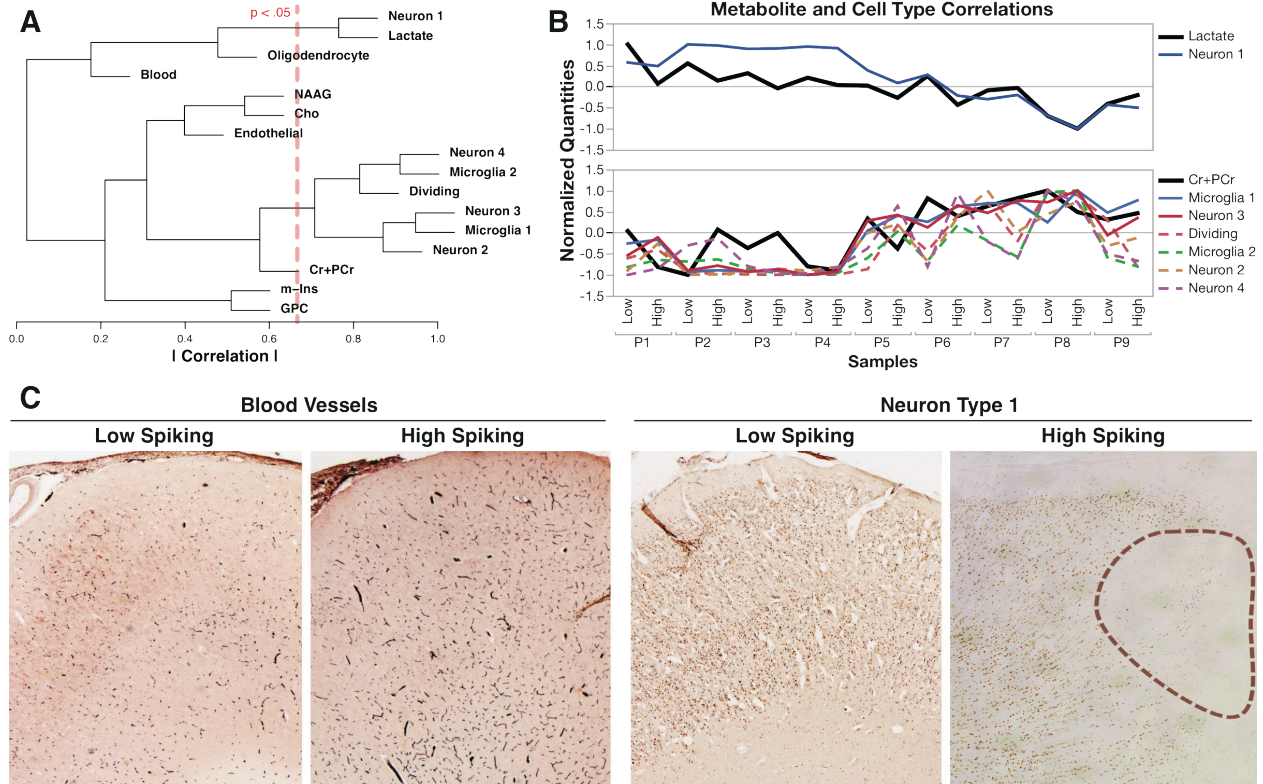 A
p < .05
Neuron 1
Lactate
Oligodendrocyte
Blood
NAAG
Cho
Endothelial
Neuron 4
Microglia 2
Dividing
Neuron 3
Microglia 1
Neuron 2
Cr+PCr
m–Ins
GPC
0.0 0.2 0.4 0.6 0.8 1.0
| Correlation |
B
Metabolite and Cell Type Correlations
Normalized Quantities
1.5
1.0
0.5
0.0
-0.5
-1.0
-1.5
Lactate
Neuron 1
1.5
1.0
0.5
0.0
-0.5
-1.0
-1.5
Cr+PCr
Microglia 1
Neuron 3
Dividing
Microglia 2
Neuron 2
Neuron 4
Low High Low High Low High Low High Low High Low High Low High Low High Low High
P1 P2 P3 P4 P5 P6 P7 P8 P9
Samples
C
Blood Vessels
Low Spiking High Spiking
Neuron Type 1
Low Spiking High Spiking